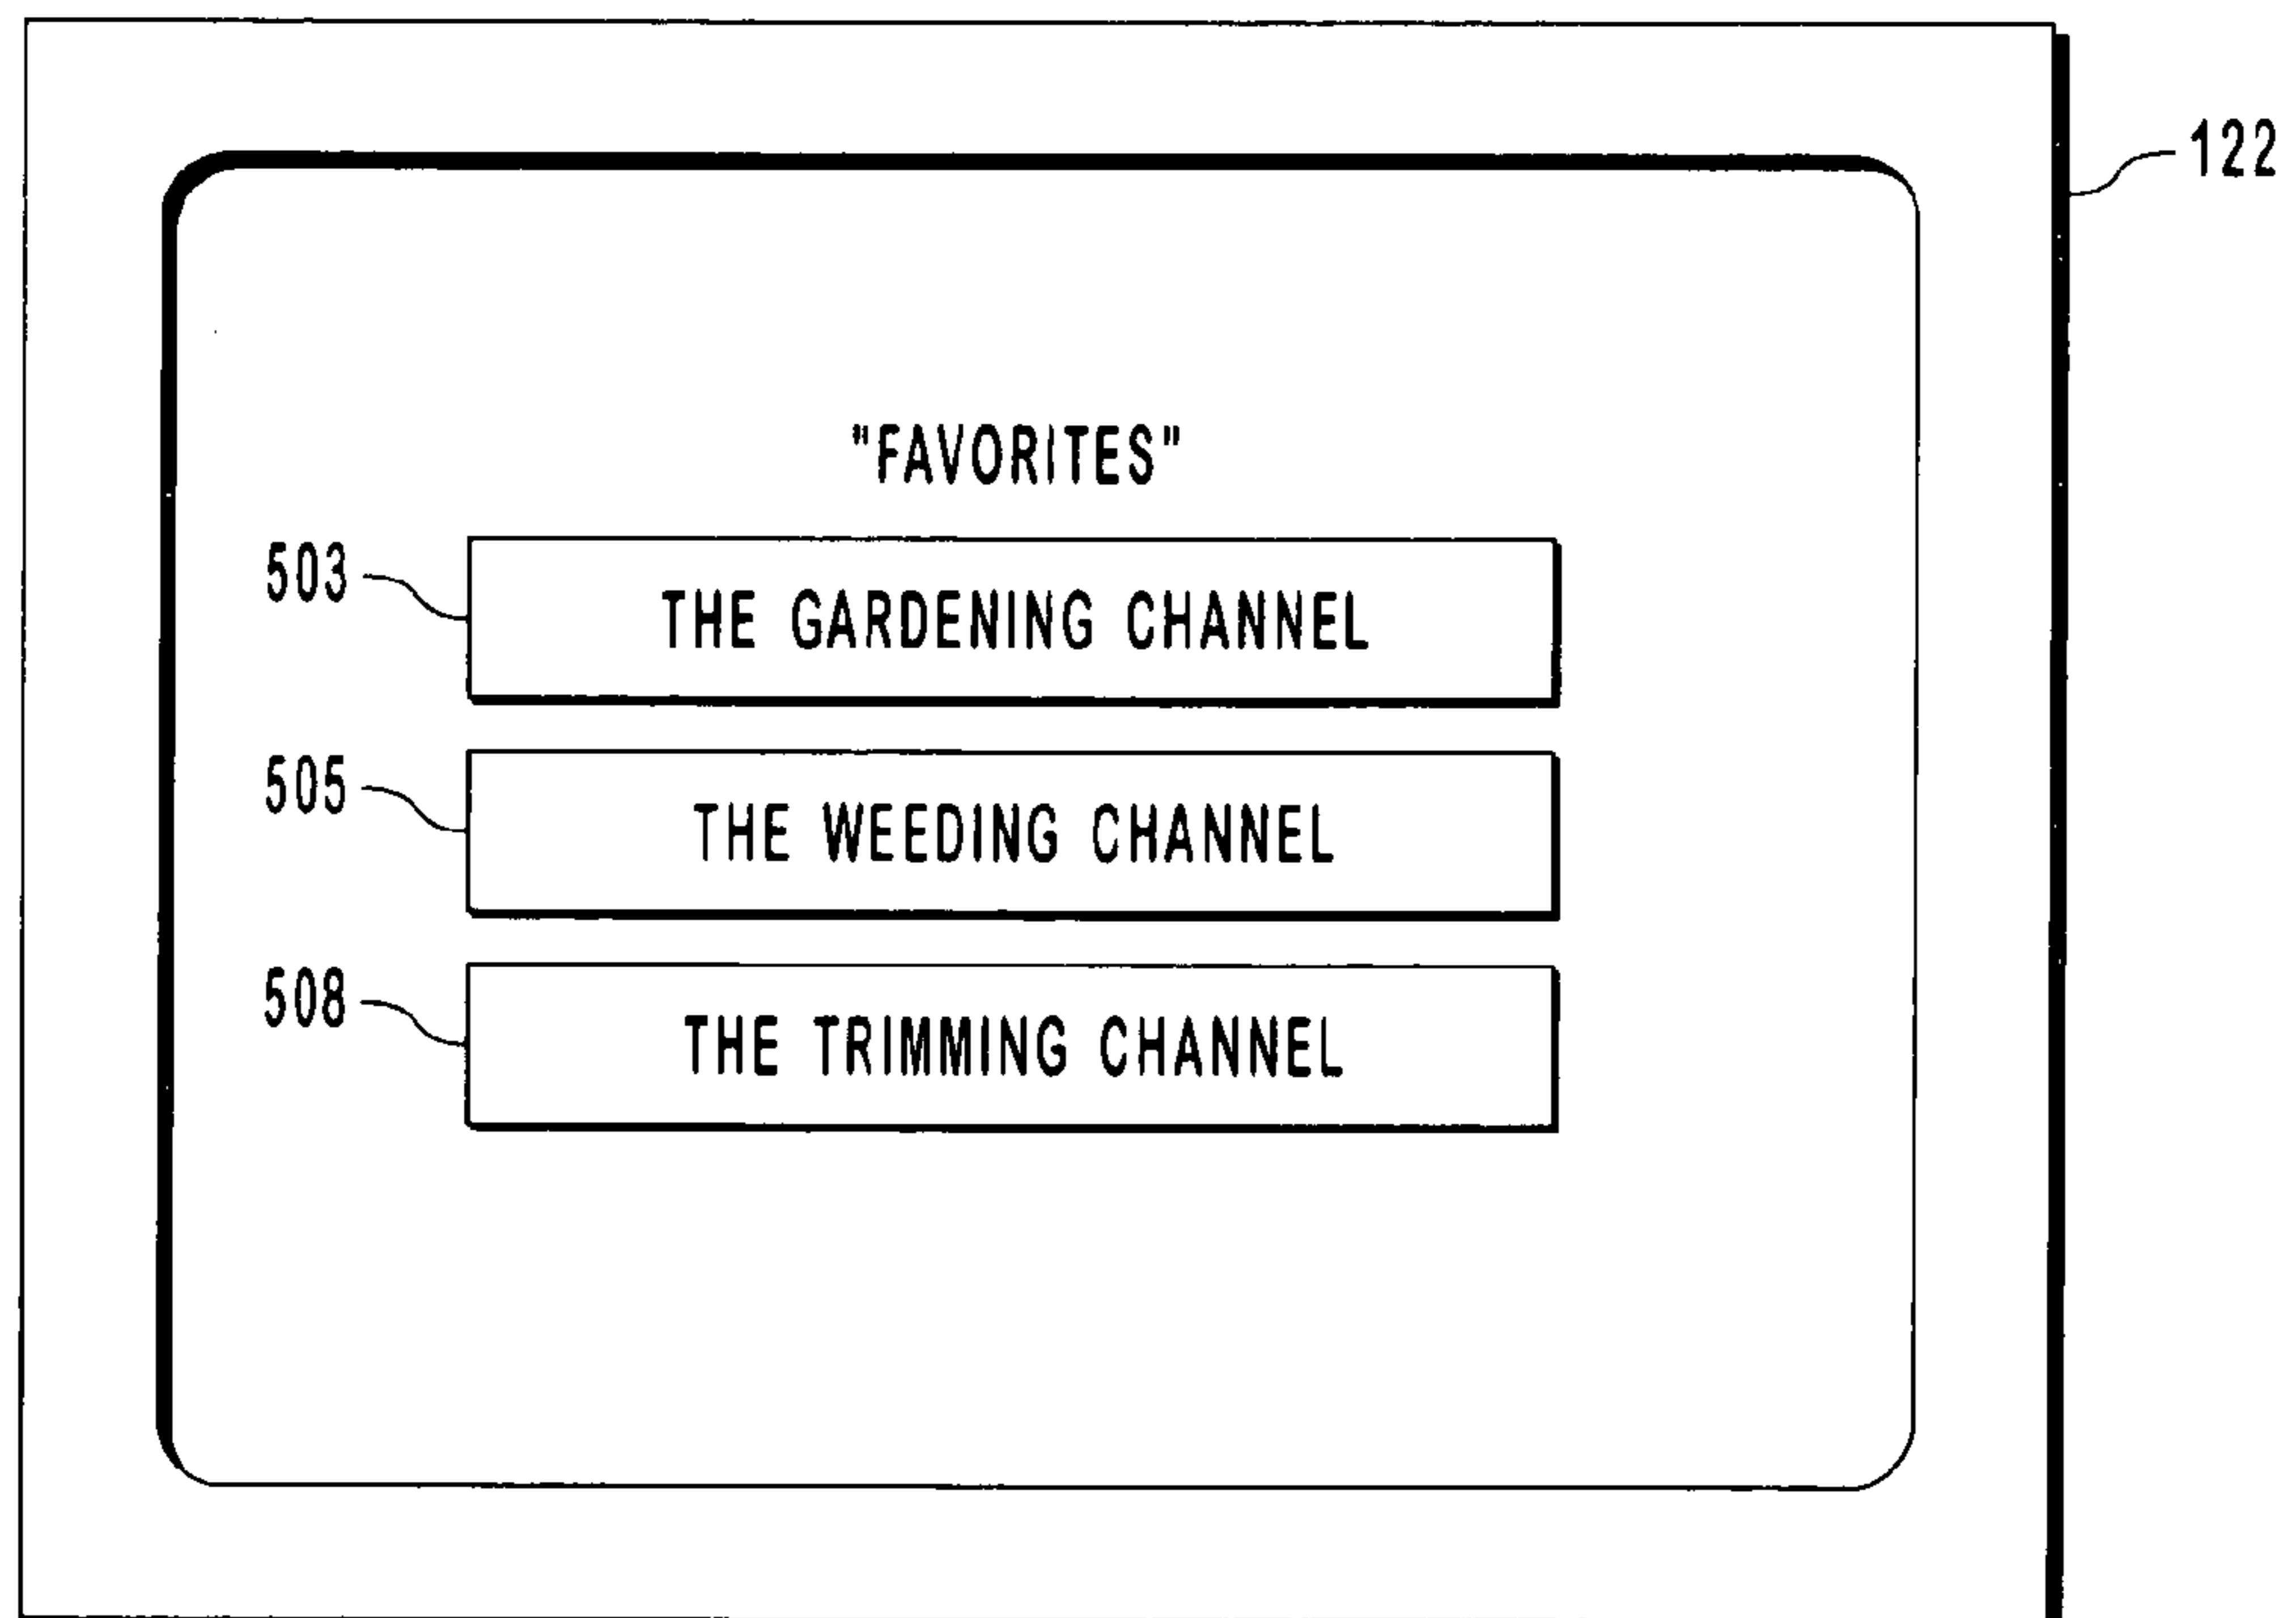 122
"FAVORITES"
503
THE GARDENING CHANNEL
505
THE WEEDING CHANNEL
508
THE TRIMMING CHANNEL